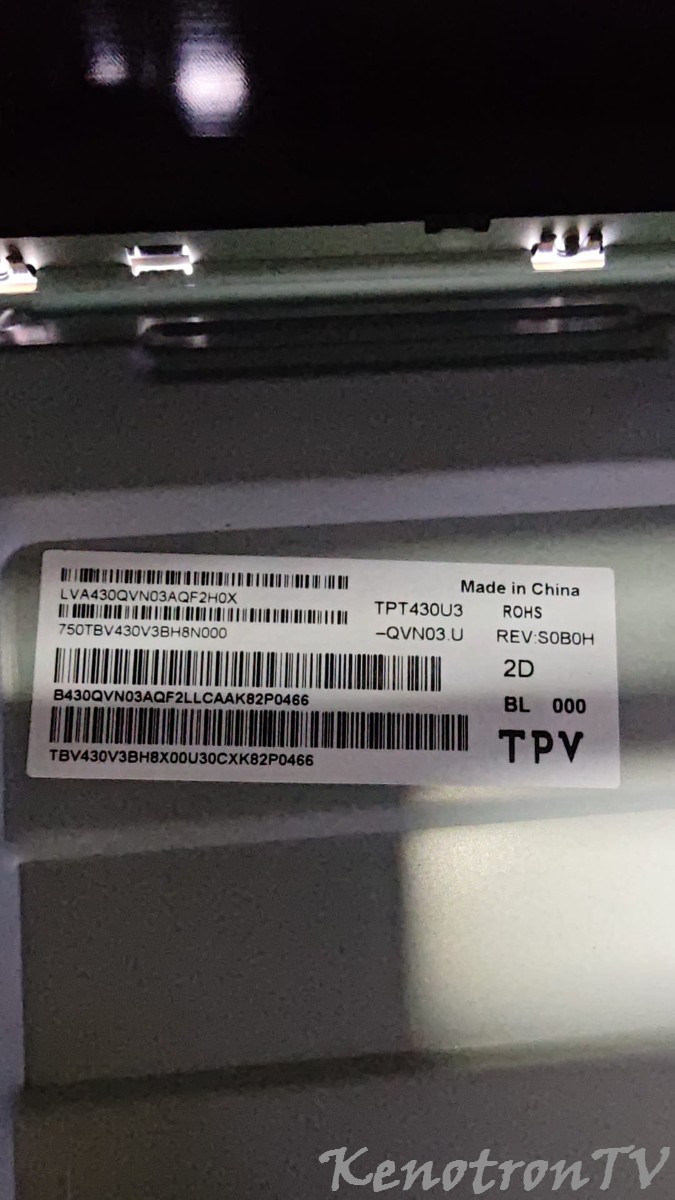 LVA430QVN03AQF2H0X
750TBV430V3BH8N000
B430QVN03AQF2LLCAAK82P0466
TBV430V3BH8X00U30CXK82P0466
TPT430U3
-QVN03.U
Made in China
ROHS
REV:S0B0H
2D
BL 000
TPV
KenotronTV